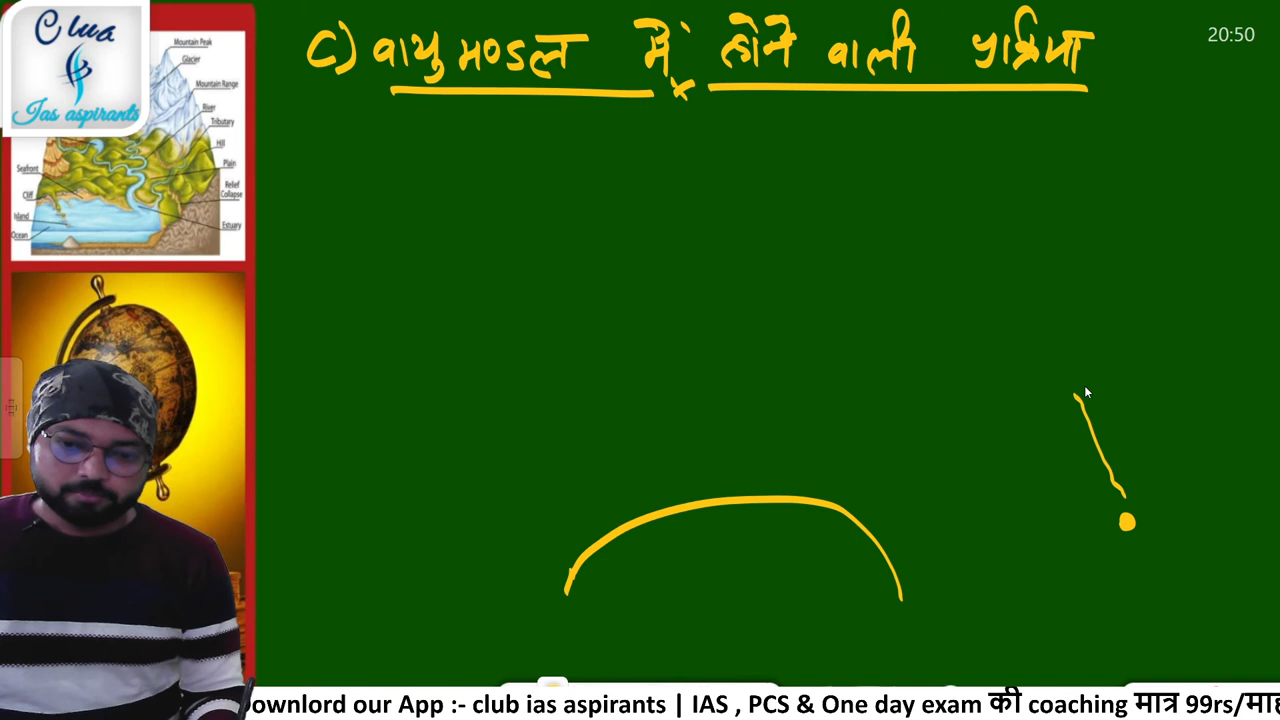 C) वायुमण्डल में होने वाली प्रक्रिया
20:50
Clua
Ias aspirants
Mountain Peak
Glacier
Mountain Range
River
Tributary
Hill
Plain
Seafront
Relief
Collapse
Cliff
Island
Estuary
Ocean
ownlord our App :- club ias aspirants | IAS , PCS & One day exam की coaching मात्र 99rs/माह